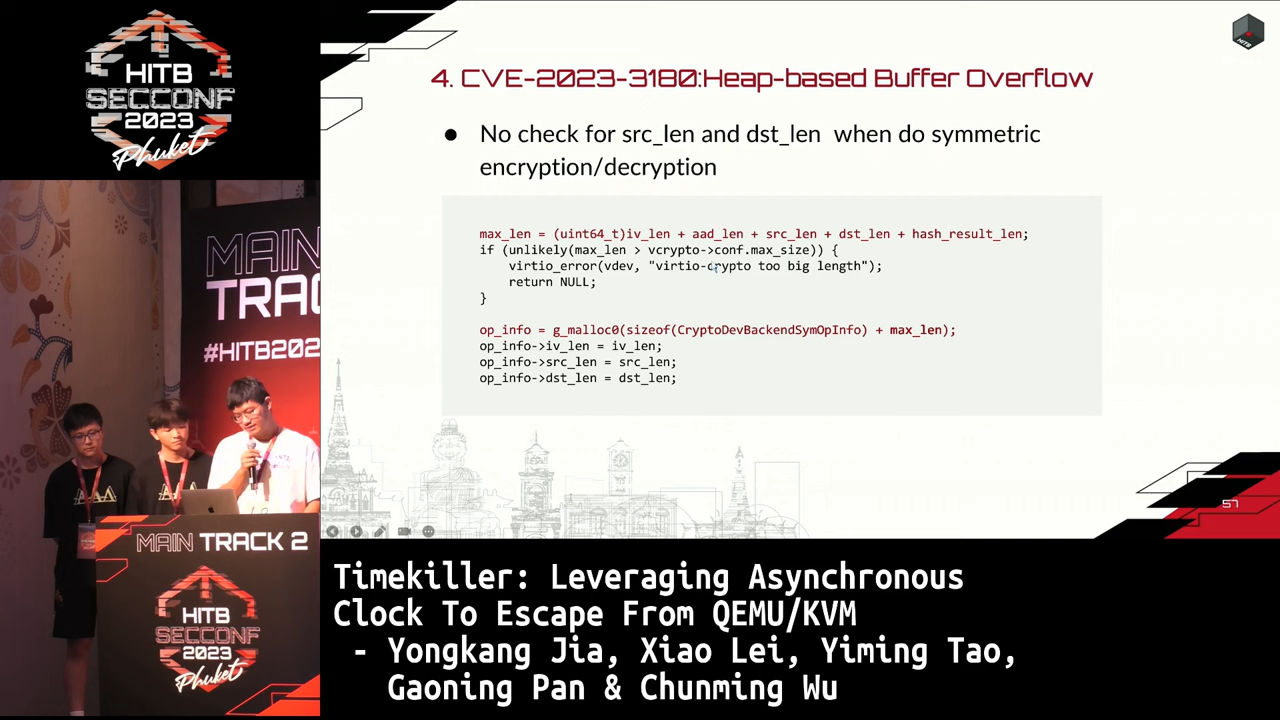 HITB
SECCONF
2023
Phuket
MAIN
TRAC
#HITB202
MAIN TRACK 2
HITB
SECCONF
2023
Phuket
HITB
4. CVE-2023-3180:Heap-based Buffer Overflow
● No check for src_len and dst_len when do symmetric
encryption/decryption
max_len = (uint64_t)iv_len + aad_len + src_len + dst_len + hash_result_len;
if (unlikely(max_len > vcrypto->conf.max_size)) {
virtio_error(vdev, "virtio-crypto too big length");
return NULL;
}
op_info = g_malloc0(sizeof(CryptoDevBackendSymOpInfo) + max_len);
op_info->iv_len = iv_len;
op_info->src_len = src_len;
op_info->dst_len = dst_len;
57
Timekiller: Leveraging Asynchronous
Clock To Escape From QEMU/KVM
- Yongkang Jia, Xiao Lei, Yiming Tao,
Gaoning Pan & Chunming Wu